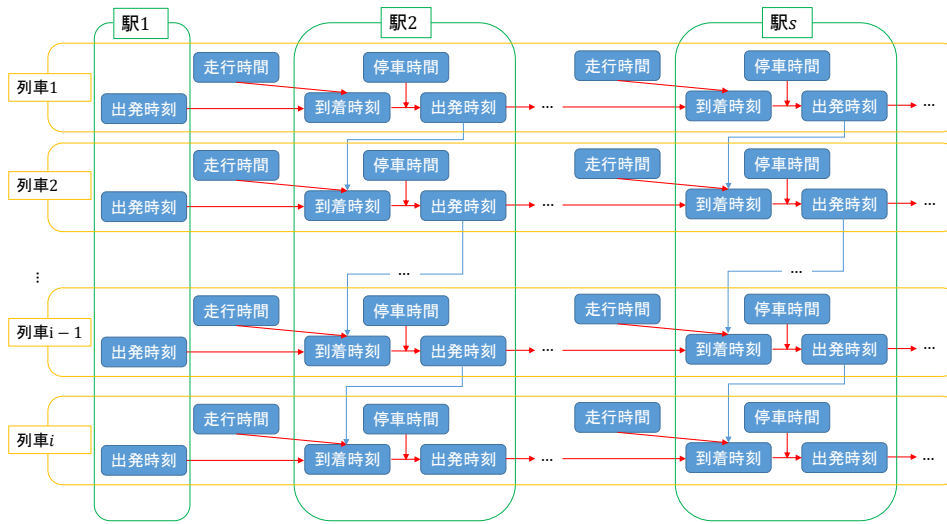 駅1
駅2
駅s
列車1
走行時間
停車時間
走行時間
停車時間
出発時刻
到着時刻
出発時刻
...
到着時刻
出発時刻
...
列車2
走行時間
停車時間
走行時間
停車時間
出発時刻
到着時刻
出発時刻
...
到着時刻
出発時刻
...
...
...
...
列車i－1
走行時間
停車時間
走行時間
停車時間
出発時刻
到着時刻
出発時刻
...
到着時刻
出発時刻
...
列車i
走行時間
停車時間
走行時間
停車時間
出発時刻
到着時刻
出発時刻
...
到着時刻
出発時刻
...